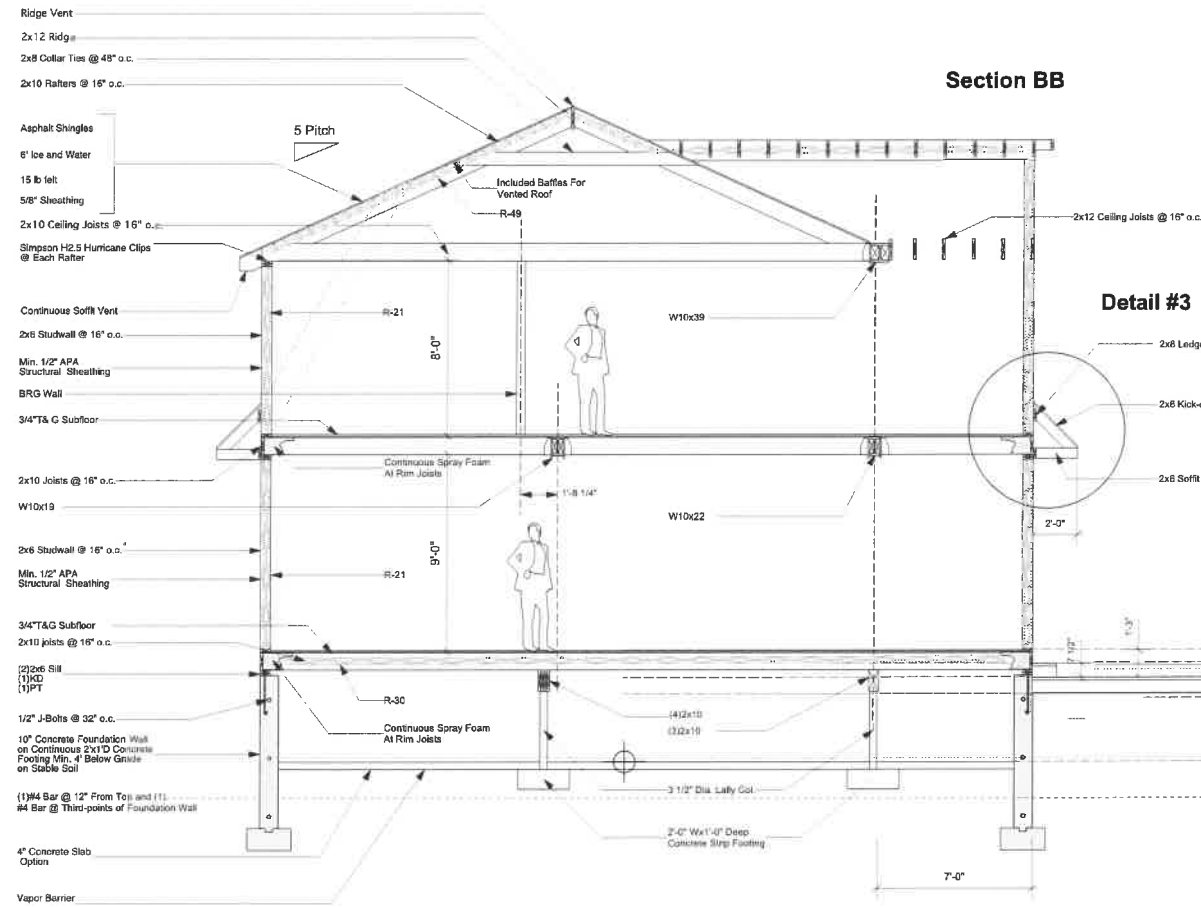 Ridge Vent
2x12 Ridge
2x8 Collar Ties @ 48" o.c.
2x10 Rafters @ 16" o.c.
Asphalt Shingles
6' Ice and Water
15 lb felt
5/8" Sheathing
2x10 Ceiling Joists @ 16" o.c.
Simpson H2.5 Hurricane Clips
@ Each Rafter
Continuous Soffit Vent
2x6 Studwall @ 16" o.c.
Min. 1/2" APA
Structural Sheathing
BRG Wall
3/4"T& G Subfloor
2x10 Joists @ 16" o.c.
W10x19
2x6 Studwall @ 16" o.c.
Min. 1/2" APA
Structural Sheathing
3/4"T&G Subfloor
2x10 joists @ 16" o.c.
(2)2x6 Sill
(1)KD
(1)PT
1/2" J-Bolts @ 32" o.c.
10" Concrete Foundation Wall
on Continuous 2'x1'D Concrete
Footing Min. 4' Below Grade
on Stable Soil
(1)#4 Bar @ 12" From Top and (1)
#4 Bar @ Third-points of Foundation Wall
4" Concrete Slab
Option
Vapor Barrier
5 Pitch
Included Baffles For
Vented Roof
R-49
R-21
8'-0"
W10x39
Continuous Spray Foam
At Rim Joists
1'-8 1/4"
W10x22
9'-0"
R-21
R-30
Continuous Spray Foam
At Rim Joists
(4)2x10
(3)2x10
3 1/2" Dia. Lally Col.
2'-0" Wx1'-0" Deep
Concrete Strip Footing
7'-0"
Section BB
2x12 Ceiling Joists @ 16" o.c.
Detail #3
2x8 Ledg
2x6 Kick-
2x6 Soffit
2'-0"
7 1/2"
1'-3"